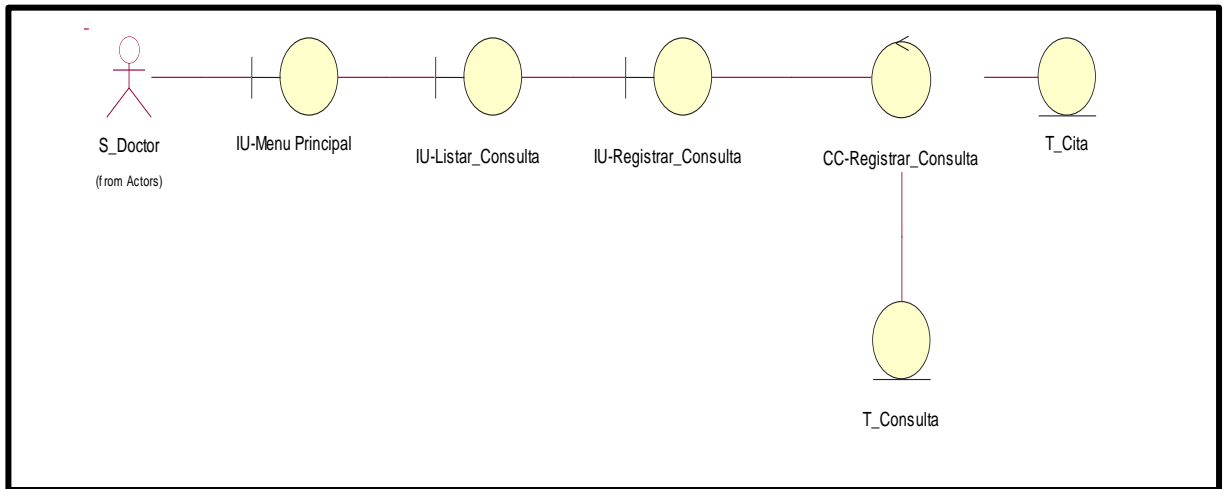 S_Doctor
(from Actors)
IU-Menu Principal
IU-Listar_Consulta
IU-Registrar_Consulta
CC-Registrar_Consulta
T_Cita
T_Consulta